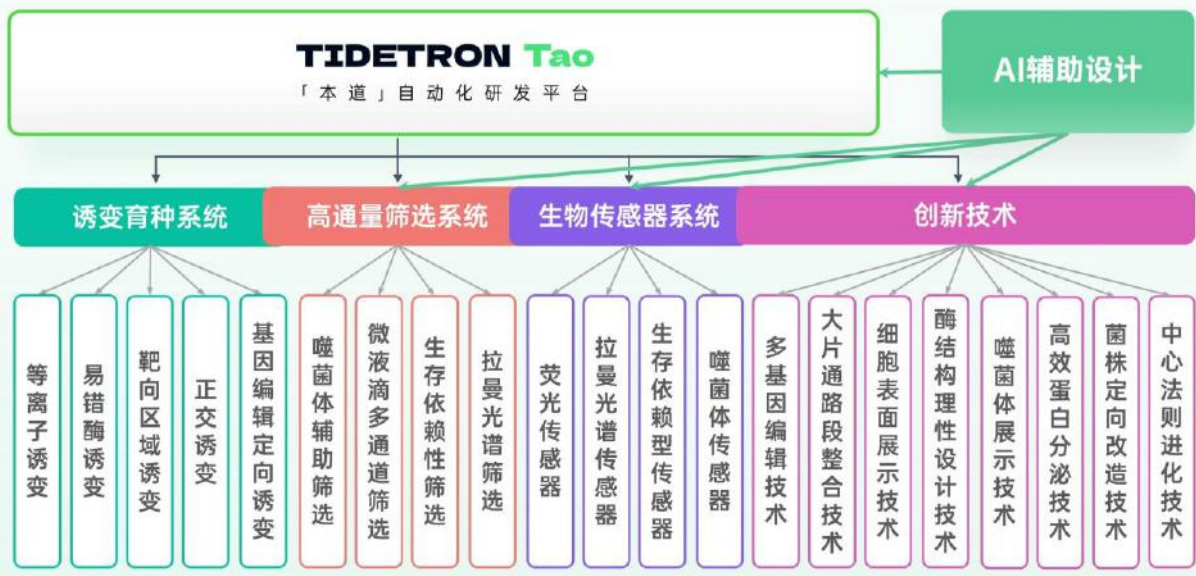 TIDETRON Tao
「本道」自动化研发平台
AI辅助设计
诱变育种系统
高通量筛选系统
生物传感器系统
创新技术
等离子诱变
易错酶诱变
靶向区域诱变
正交诱变
基因编辑定向诱变
噬菌体辅助筛选
微液滴多通道筛选
生存依赖性筛选
拉曼光谱筛选
荧光传感器
拉曼光谱传感器
生存依赖型传感器
噬菌体传感器
多基因编辑技术
大片通路段整合技术
细胞表面展示技术
酶结构理性设计技术
噬菌体展示技术
高效蛋白分泌技术
菌株定向改造技术
中心法则进化技术